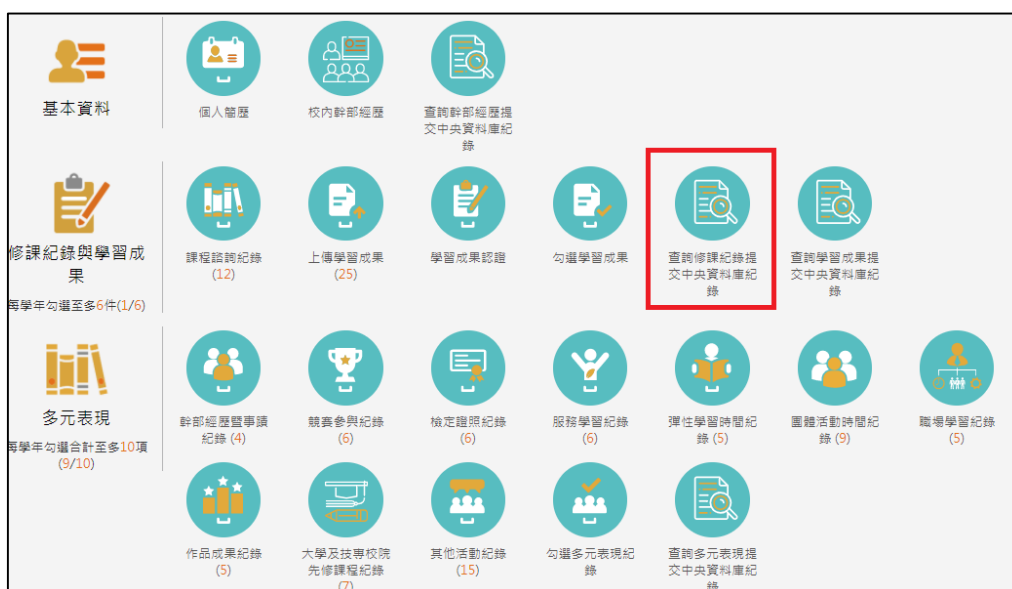 基本資料
個人簡歷
校內幹部經歷
查詢幹部經歷提
交中央資料庫紀
錄
修課紀錄與學習成
果
每學年勾選至多6件(1/6)
課程諮詢紀錄
(12)
上傳學習成果
(25)
學習成果認證
勾選學習成果
查詢修課紀錄提
交中央資料庫紀
錄
查詢學習成果提
交中央資料庫紀
錄
多元表現
每學年勾選合計至多10項
(9/10)
幹部經歷暨事蹟
紀錄 (4)
競賽參與紀錄
(6)
檢定證照紀錄
(6)
服務學習紀錄
(6)
彈性學習時間紀
錄 (5)
團體活動時間紀
錄 (9)
職場學習紀錄
(5)
作品成果紀錄
(5)
大學及技專校院
先修課程紀錄
(7)
其他活動紀錄
(15)
勾選多元表現紀
錄
查詢多元表現提
交中央資料庫紀
錄